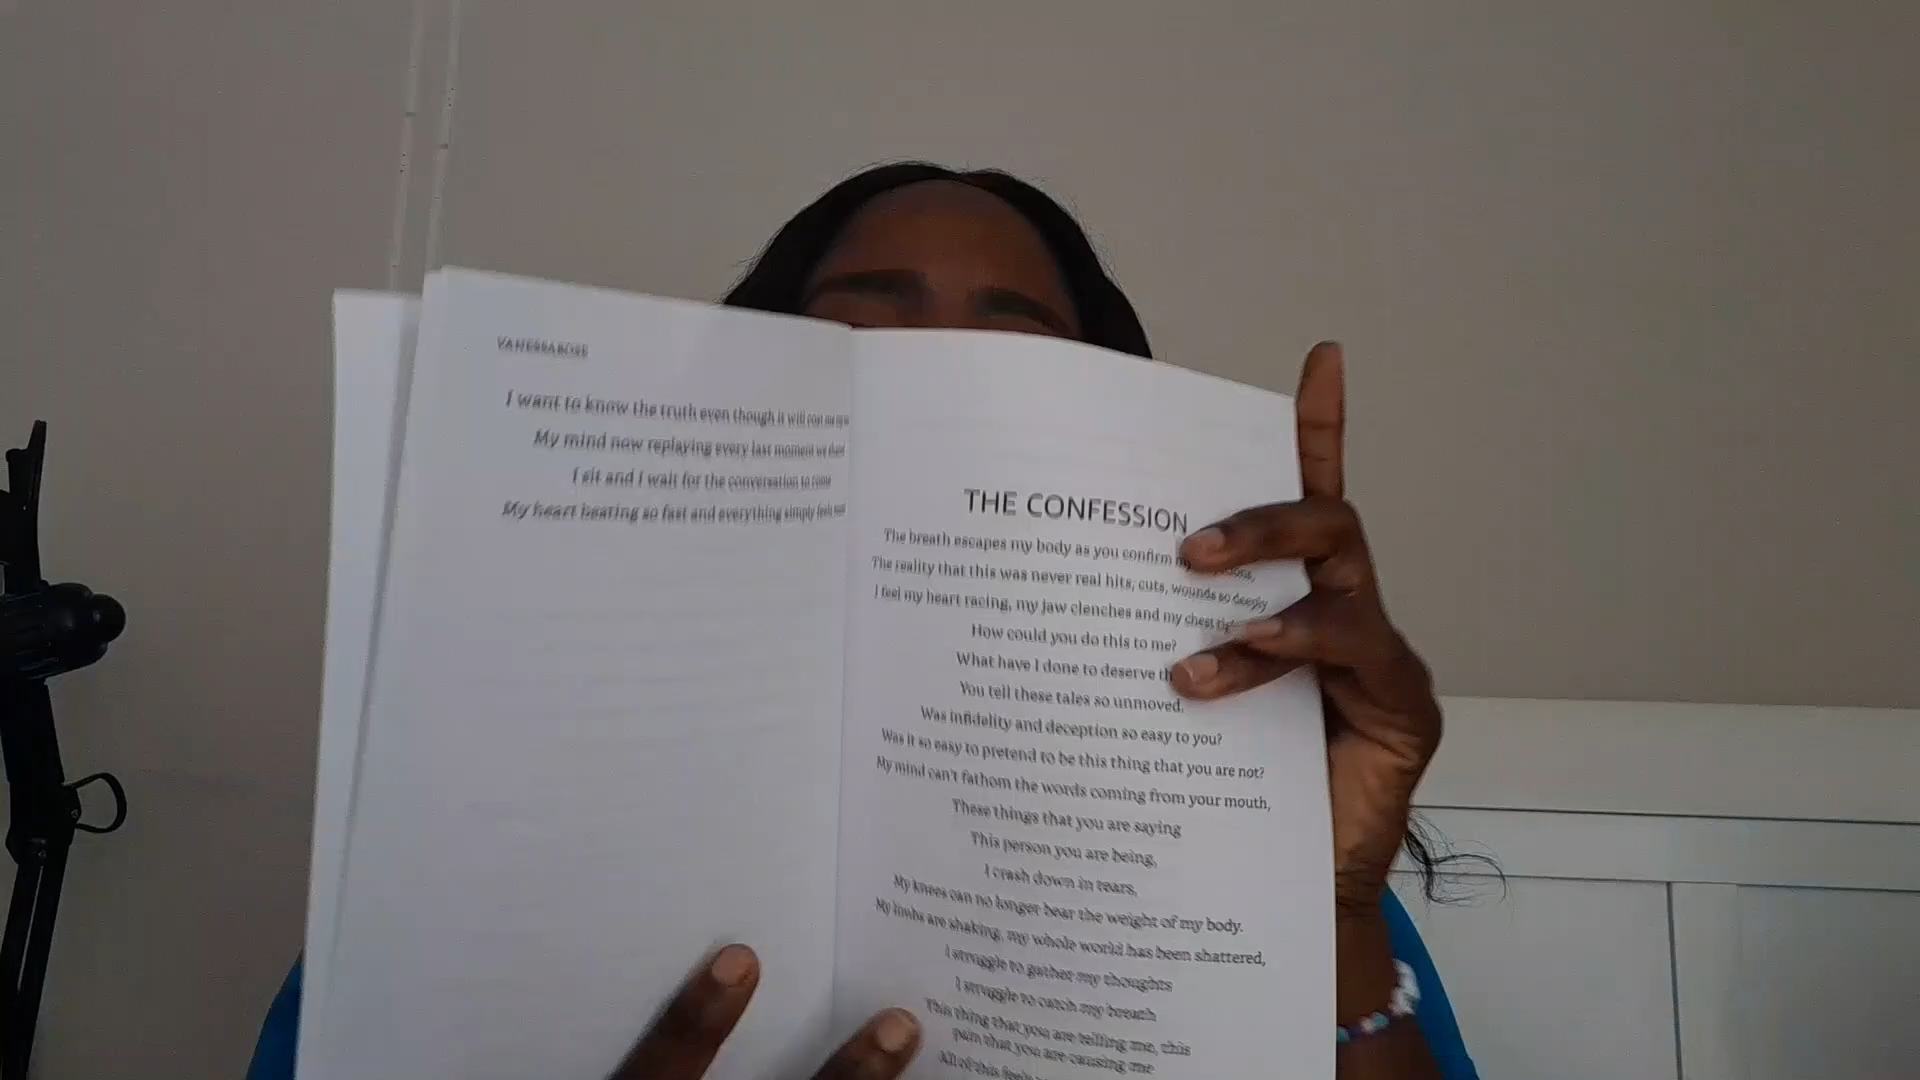 VANESSAROSE
I want to know the truth even though it will cost me
My mind now replaying every last moment we
I sit and I wait for the conversation to come
My heart beating so fast and everything simply feels
THE CONFESSION
The breath escapes my body as you confirm
The reality that this was never real hits, cuts, wounds so deeply
I feel my heart racing, my jaw clenches and my chest
How could you do this to me?
What have I done to deserve
You tell these tales so unmoved.
Was infidelity and deception so easy to you?
Was it so easy to pretend to be this thing that you are not?
My mind can't fathom the words coming from your mouth,
These things that you are saying
This person you are being,
I crash down in tears,
My knees can no longer bear the weight of my body.
My limbs are shaking, my whole world has been shattered,
I struggle to gather my thoughts
I struggle to catch my breath
This thing that you are telling me, this
pain that you are causing me
All of this